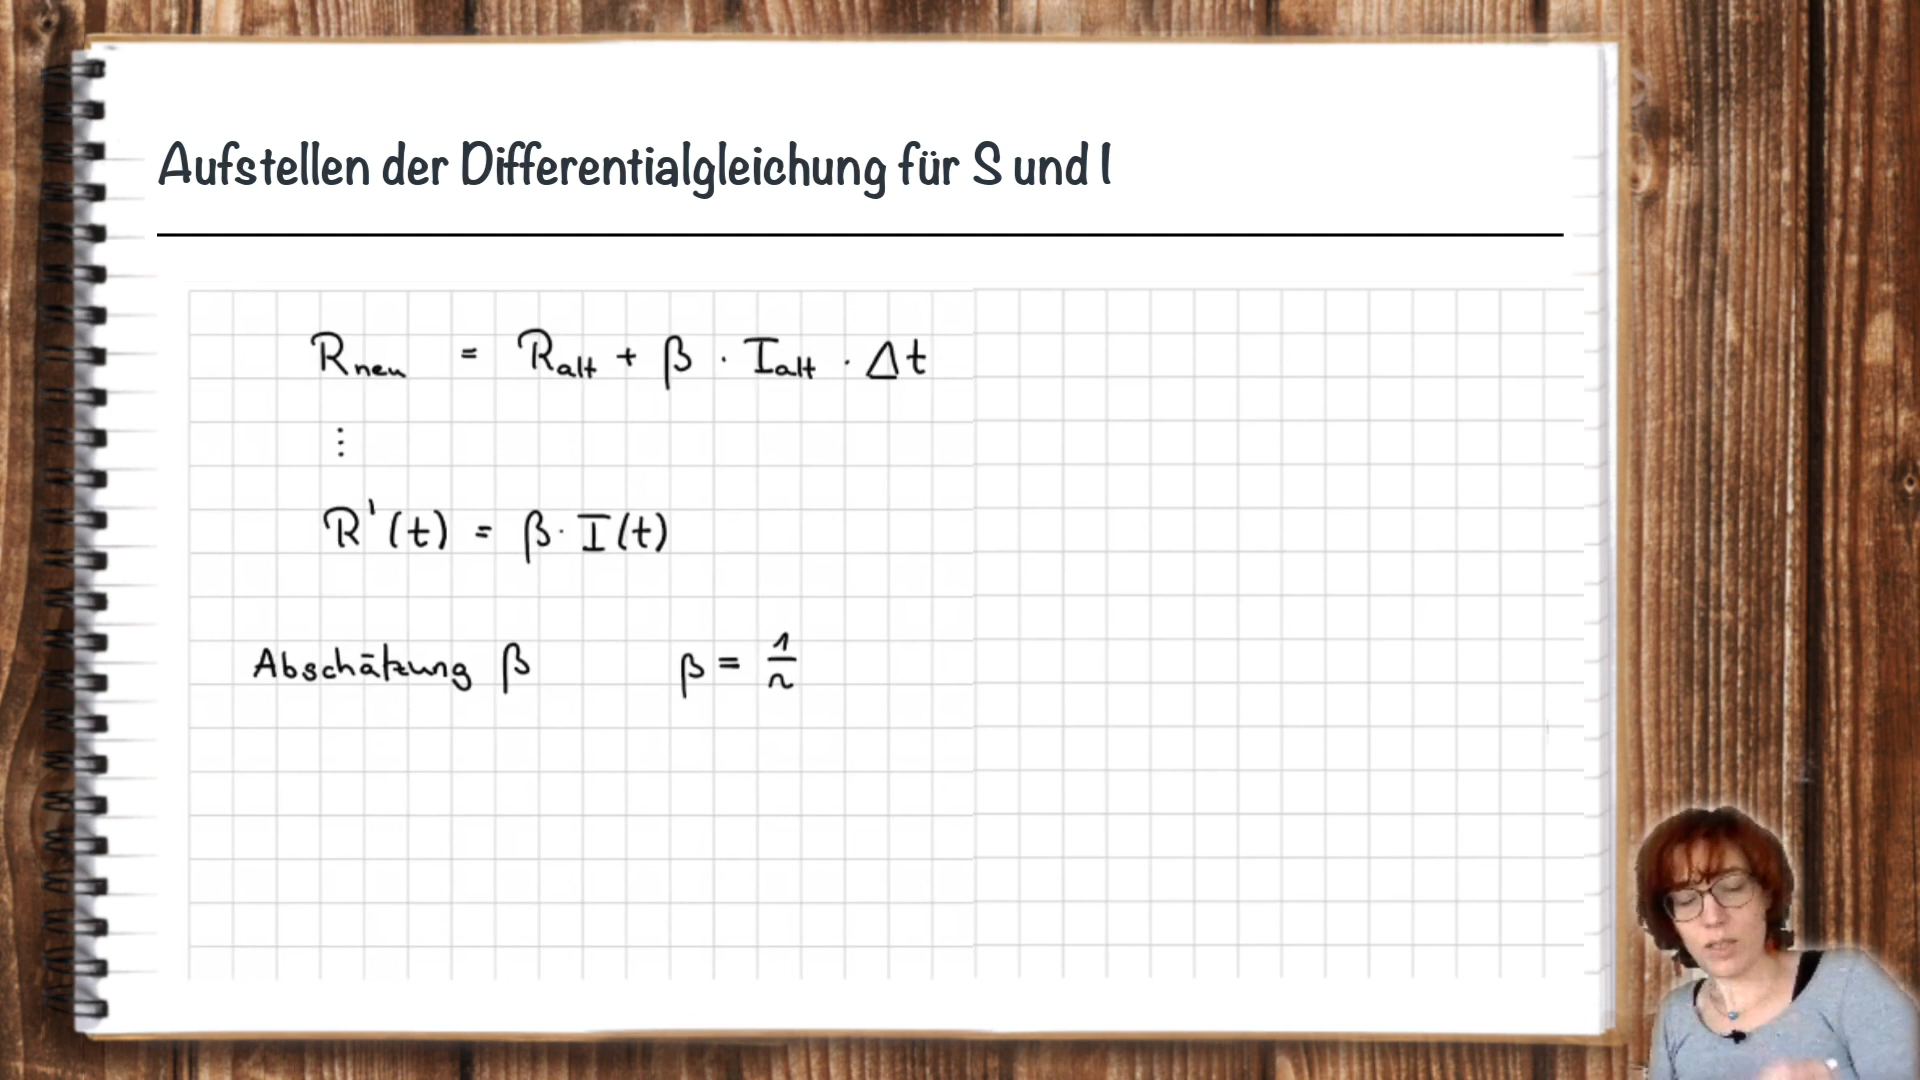 Aufstellen der Differentialgleichung für S und I
R_neu = R_alt + β · I_alt · Δt
⋮
R'(t) = β · I(t)
Abschätzung β β = 1/n